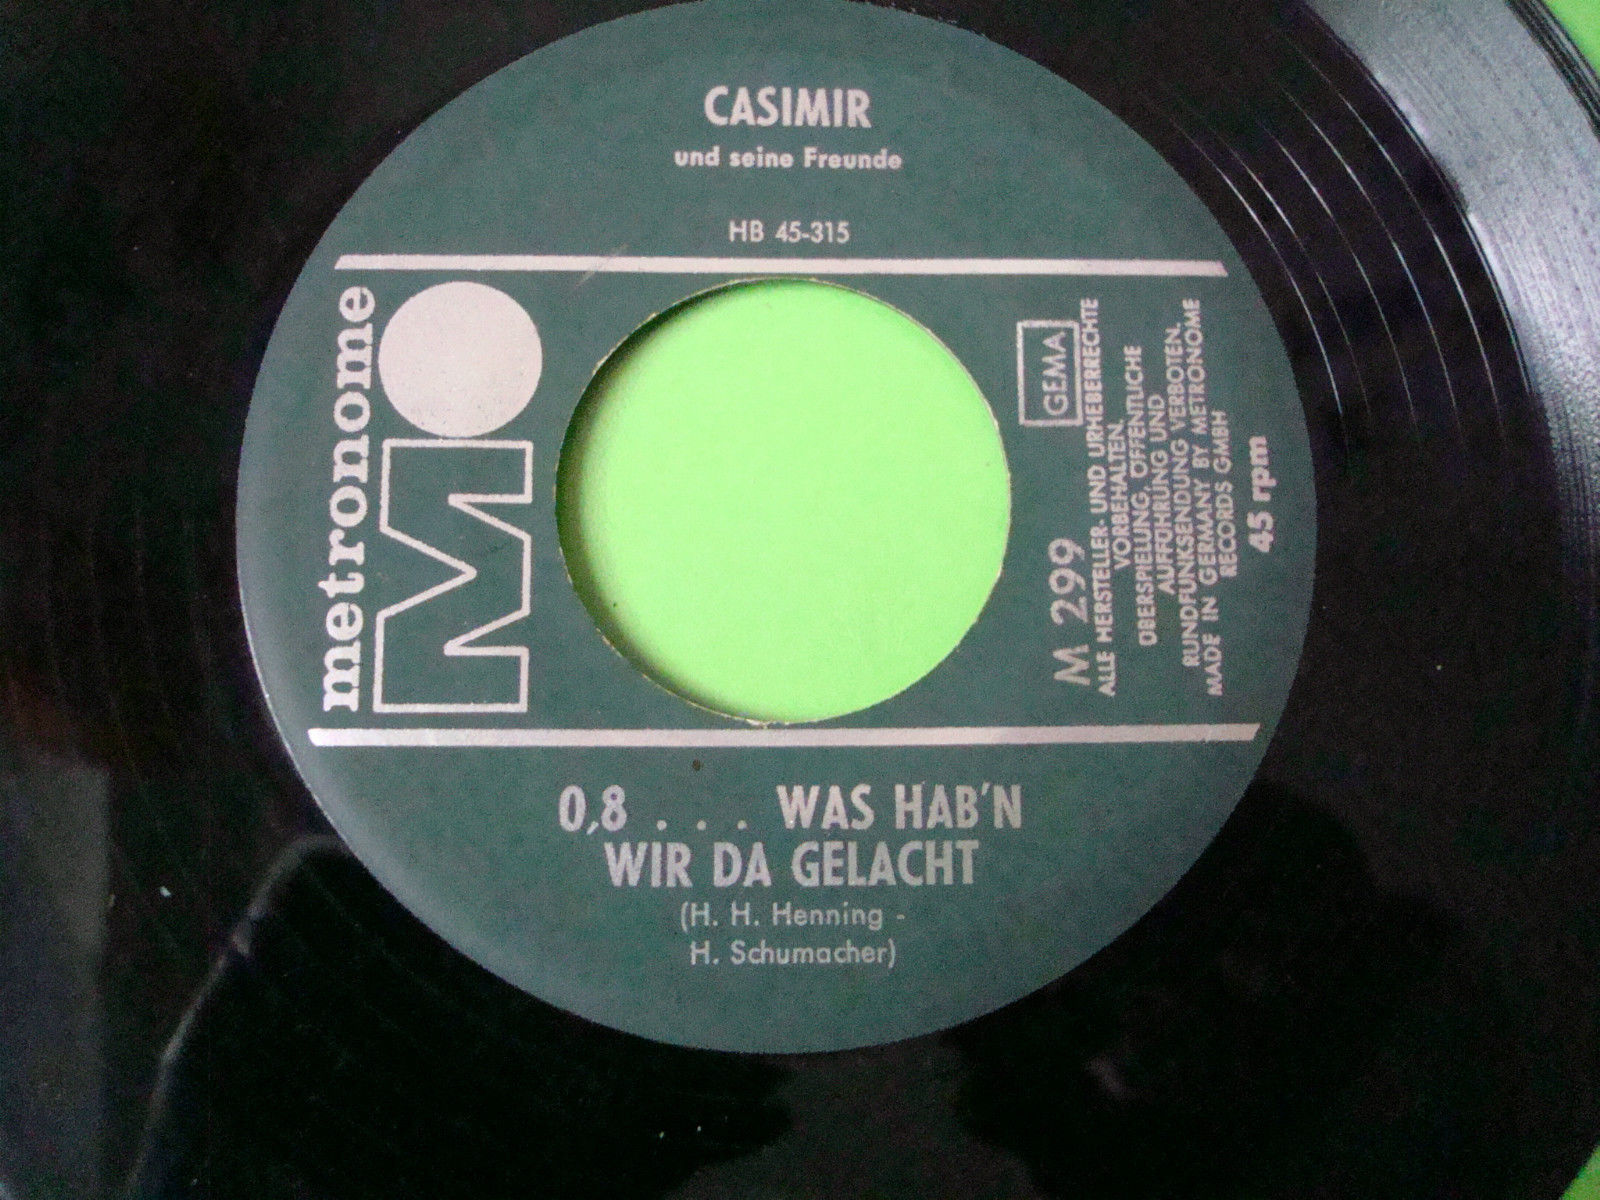 CASIMIR
und seine Freunde
HB 45-315
metronome
M
GEMA
M 299
ALLE HERSTELLER- UND URHEBERRECHTE
VORBEHALTEN.
ÜBERSPIELUNG, ÖFFENTLICHE
AUFFÜHRUNG UND
RUNDFUNKSENDUNG VERBOTEN.
MADE IN GERMANY BY METRONOME
RECORDS GMBH
45 rpm
0,8 . . . WAS HAB'N
WIR DA GELACHT
(H. H. Henning -
H. Schumacher)